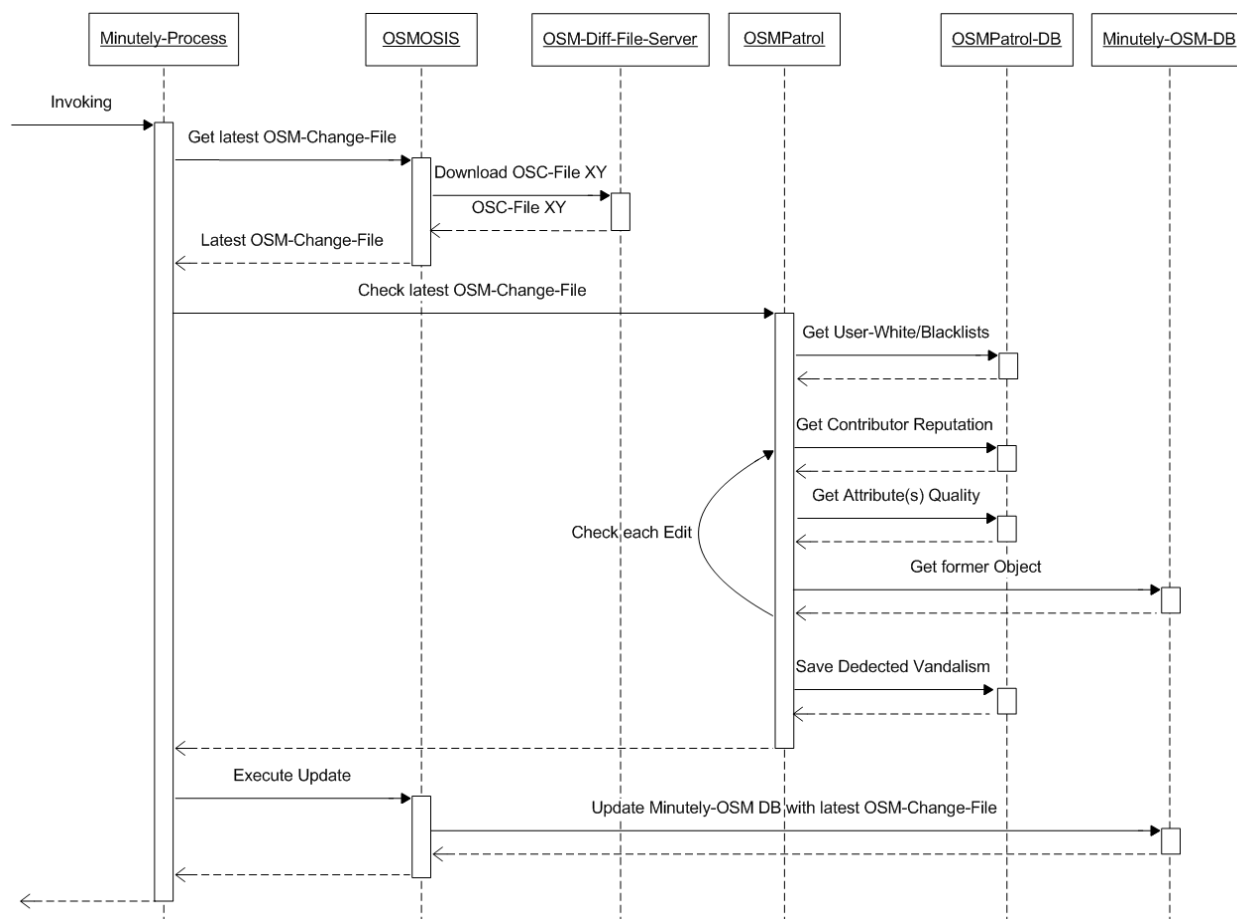 Minutely-Process
OSMOSIS
OSM-Diff-File-Server
OSMPatrol
OSMPatrol-DB
Minutely-OSM-DB
Invoking
Get latest OSM-Change-File
Download OSC-File XY
OSC-File XY
Latest OSM-Change-File
Check latest OSM-Change-File
Get User-White/Blacklists
Get Contributor Reputation
Get Attribute(s) Quality
Check each Edit
Get former Object
Save Dedected Vandalism
Execute Update
Update Minutely-OSM DB with latest OSM-Change-File